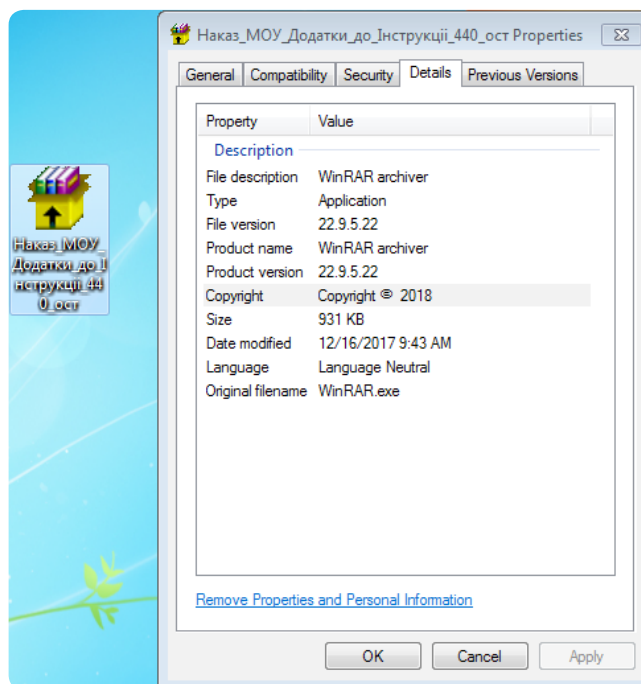 Наказ_МОУ_Додатки_до_Інструкціі_440_ост Properties
General Compatibility Security Details Previous Versions
Property Value
Description
File description WinRAR archiver
Type Application
File version 22.9.5.22
Product name WinRAR archiver
Product version 22.9.5.22
Copyright Copyright © 2018
Size 931 KB
Date modified 12/16/2017 9:43 AM
Language Language Neutral
Original filename WinRAR.exe
Remove Properties and Personal Information
OK Cancel Apply
Наказ_МОУ_
Додатки_до_І
нструкціі_44
0_ост